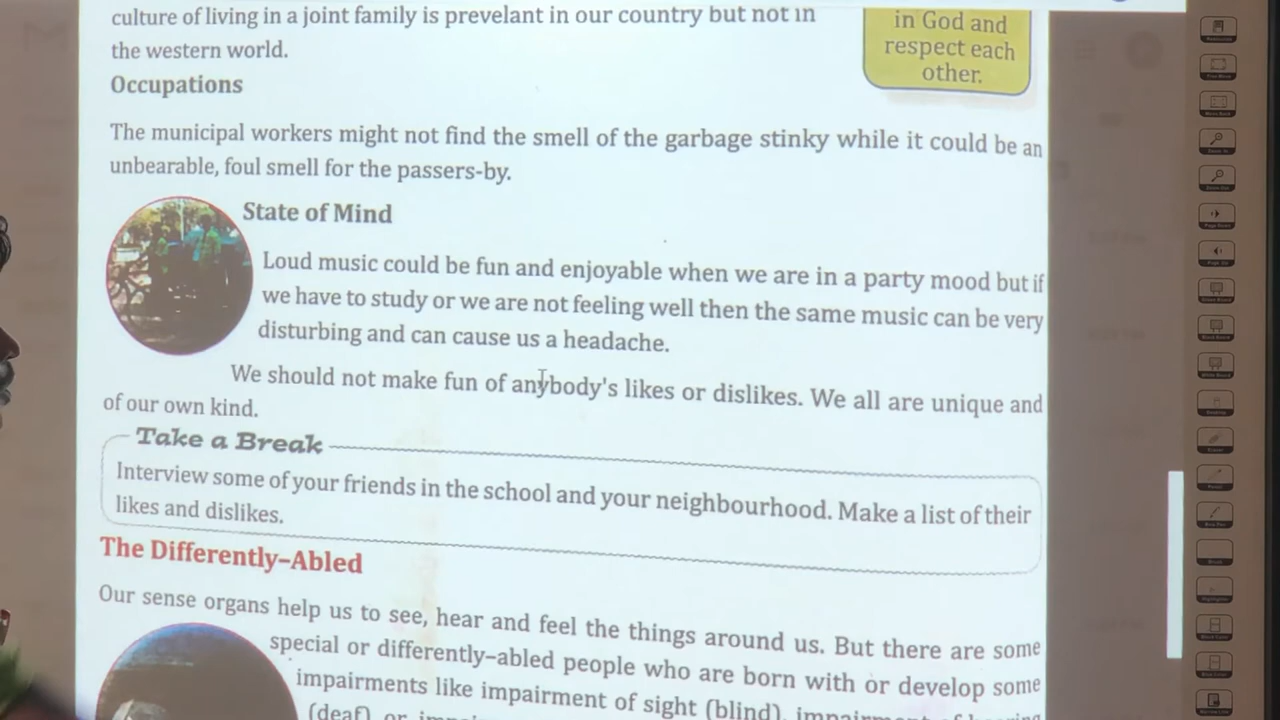 culture of living in a joint family is prevelant in our country but not in
the western world.
in God and
respect each
other.
Occupations
The municipal workers might not find the smell of the garbage stinky while it could be an
unbearable, foul smell for the passers-by.
State of Mind
Loud music could be fun and enjoyable when we are in a party mood but if
we have to study or we are not feeling well then the same music can be very
disturbing and can cause us a headache.
We should not make fun of anybody's likes or dislikes. We all are unique and
of our own kind.
Take a Break
Interview some of your friends in the school and your neighbourhood. Make a list of their
likes and dislikes.
The Differently–Abled
Our sense organs help us to see, hear and feel the things around us. But there are some
special or differently–abled people who are born with or develop some
impairments like impairment of sight (blind), impairment of hearing
(deaf) or